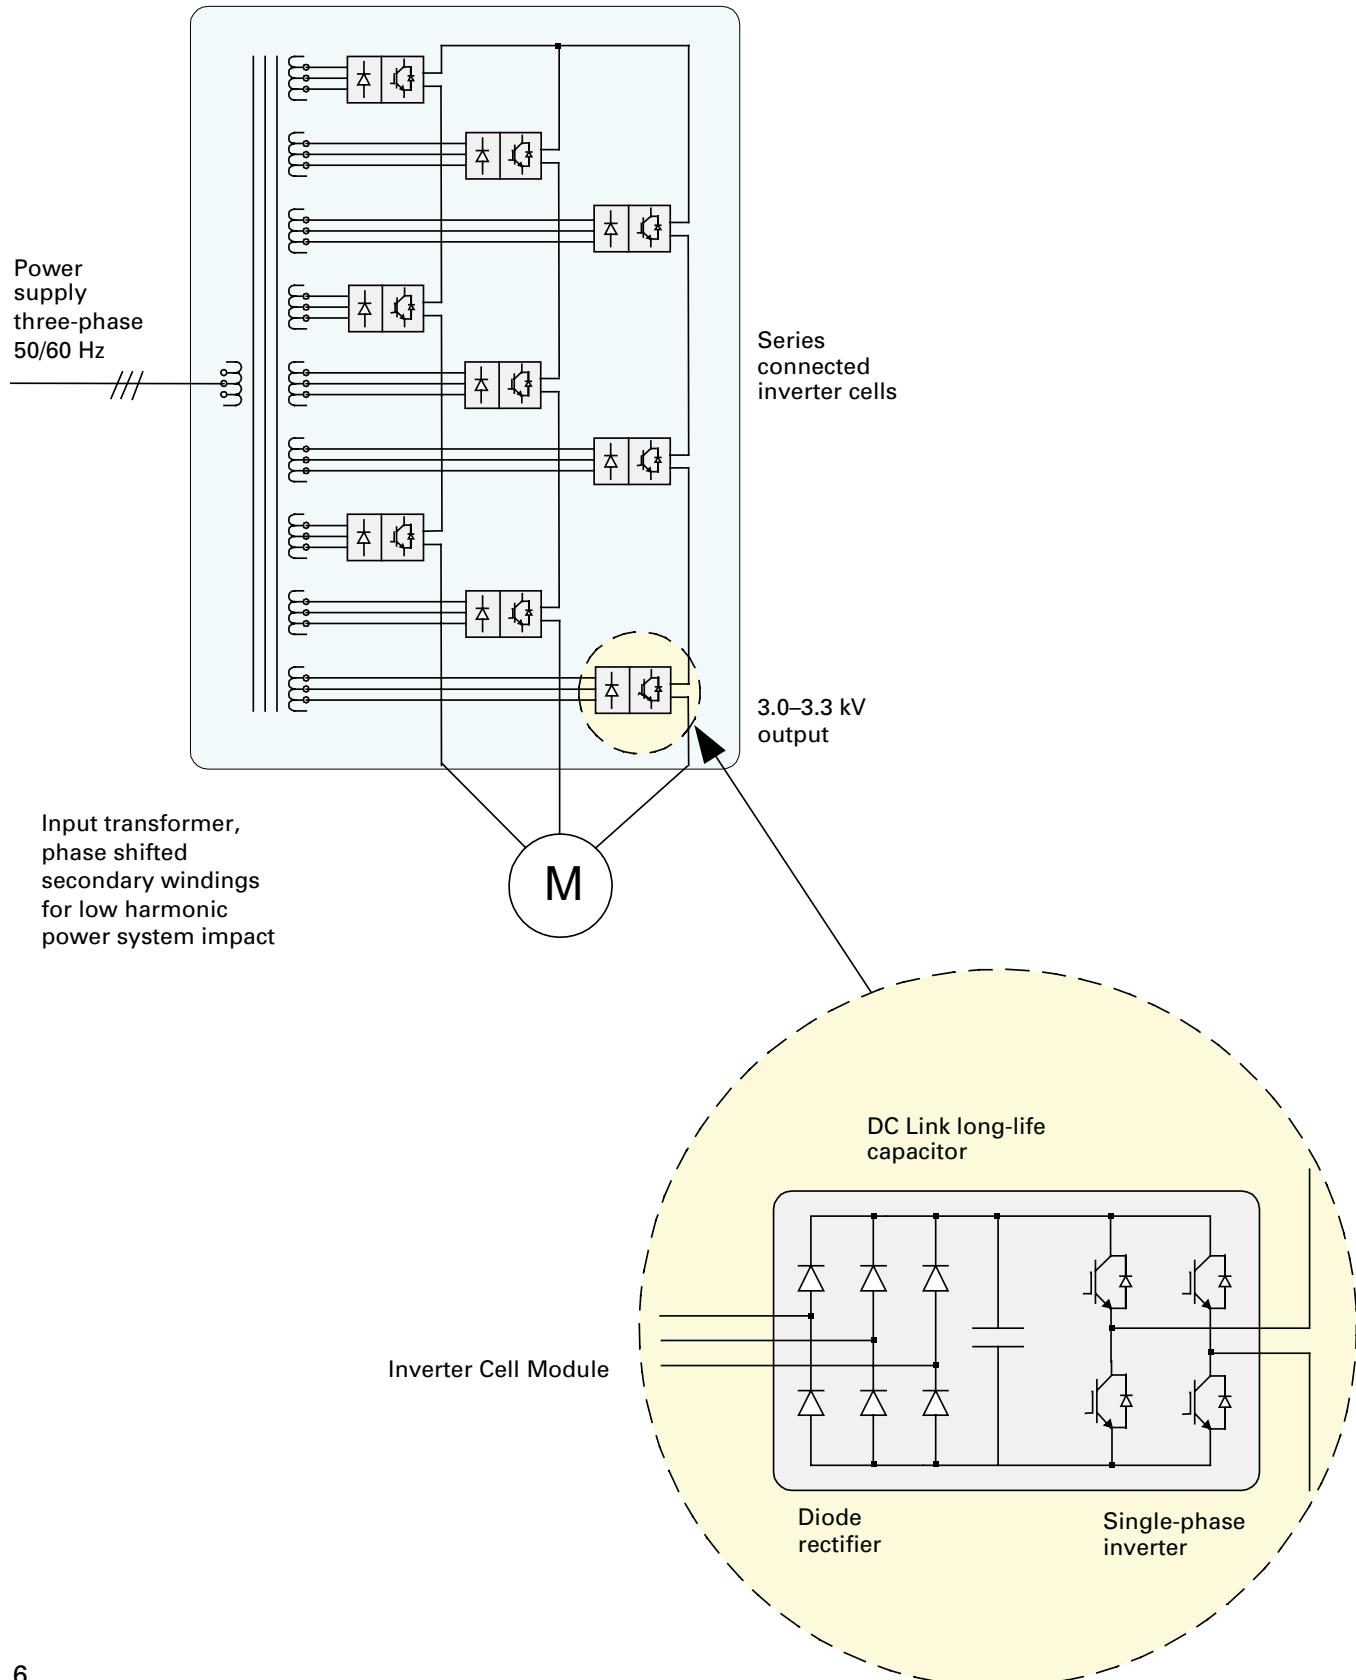 Power
supply
three-phase
50/60 Hz
Series
connected
inverter cells
3.0–3.3 kV
output
Input transformer,
phase shifted
secondary windings
for low harmonic
power system impact
M
DC Link long-life
capacitor
Inverter Cell Module
Diode
rectifier
Single-phase
inverter
6